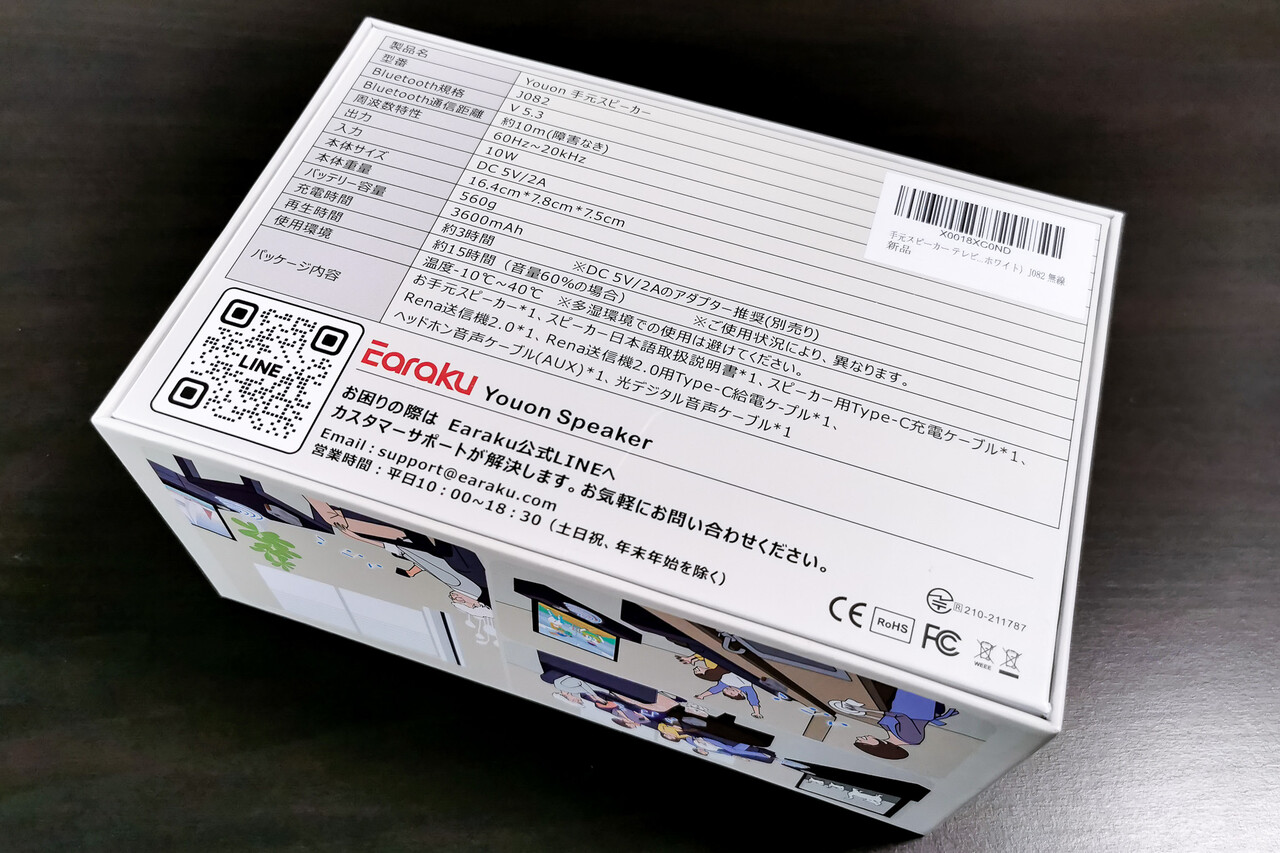 製品名 Youon 手元スピーカー
型番 J082
Bluetooth規格 V 5.3
Bluetooth通信距離 約10m(障害なき)
周波数特性 60Hz~20kHz
出力 10W
入力 DC 5V/2A
本体サイズ 16.4cm*7.8cm*7.5cm
本体重量 560g
バッテリー容量 3600mAh
充電時間 約3時間 ※DC 5V/2Aのアダプター推奨(別売り)
再生時間 約15時間（音量60%の場合） ※ご使用状況により、異なります。
使用環境 温度-10℃~40℃ ※多湿環境での使用は避けてください。
パッケージ内容 お手元スピーカー*1、スピーカー日本語取扱説明書*1、スピーカー用Type-C充電ケーブル*1、
Rena送信機2.0*1、Rena送信機2.0用Type-C給電ケーブル*1、
ヘッドホン音声ケーブル(AUX)*1、光デジタル音声ケーブル*1
X0018XC0ND
手元スピーカー テレビ...ホワイト) J082 無線
新品
LINE
Earaku Youon Speaker
お困りの際は Earaku公式LINEへ
カスタマーサポートが解決します。お気軽にお問い合わせください。
Email：support@earaku.com
営業時間：平日10：00~18：30（土日祝、年末年始を除く）
CE RoHS FC WEEE
R 210-211787